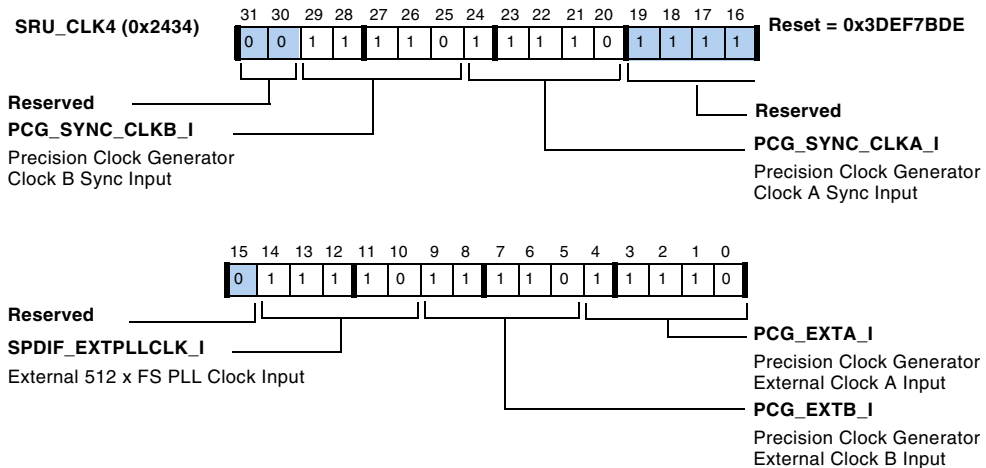 SRU_CLK4 (0x2434)
31 30 29 28 27 26 25 24 23 22 21 20 19 18 17 16
Reset = 0x3DEF7BDE
0 0 1 1 1 1 0 1 1 1 1 0 1 1 1 1
Reserved
PCG_SYNC_CLKB_I
Precision Clock Generator
Clock B Sync Input
Reserved
PCG_SYNC_CLKA_I
Precision Clock Generator
Clock A Sync Input
15 14 13 12 11 10 9 8 7 6 5 4 3 2 1 0
0 1 1 1 1 0 1 1 1 1 0 1 1 1 1 0
Reserved
SPDIF_EXTPLLCLK_I
External 512 x FS PLL Clock Input
PCG_EXTA_I
Precision Clock Generator
External Clock A Input
PCG_EXTB_I
Precision Clock Generator
External Clock B Input